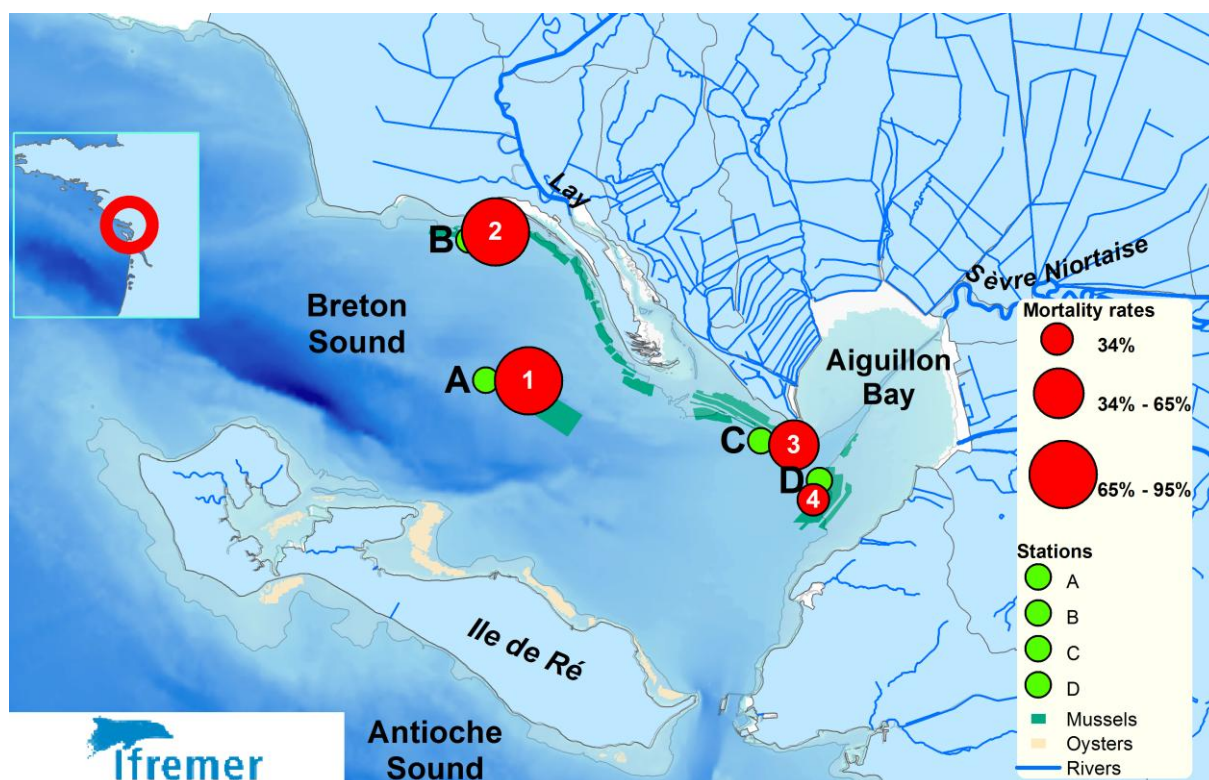 Lay
Sèvre Niortaise
B
2
Breton
Sound
Aiguillon
Bay
A
1
C
3
D
4
Ile de Ré
Antioche
Sound
Ifremer
Mortality rates
34%
34% - 65%
65% - 95%
Stations
A
B
C
D
Mussels
Oysters
Rivers